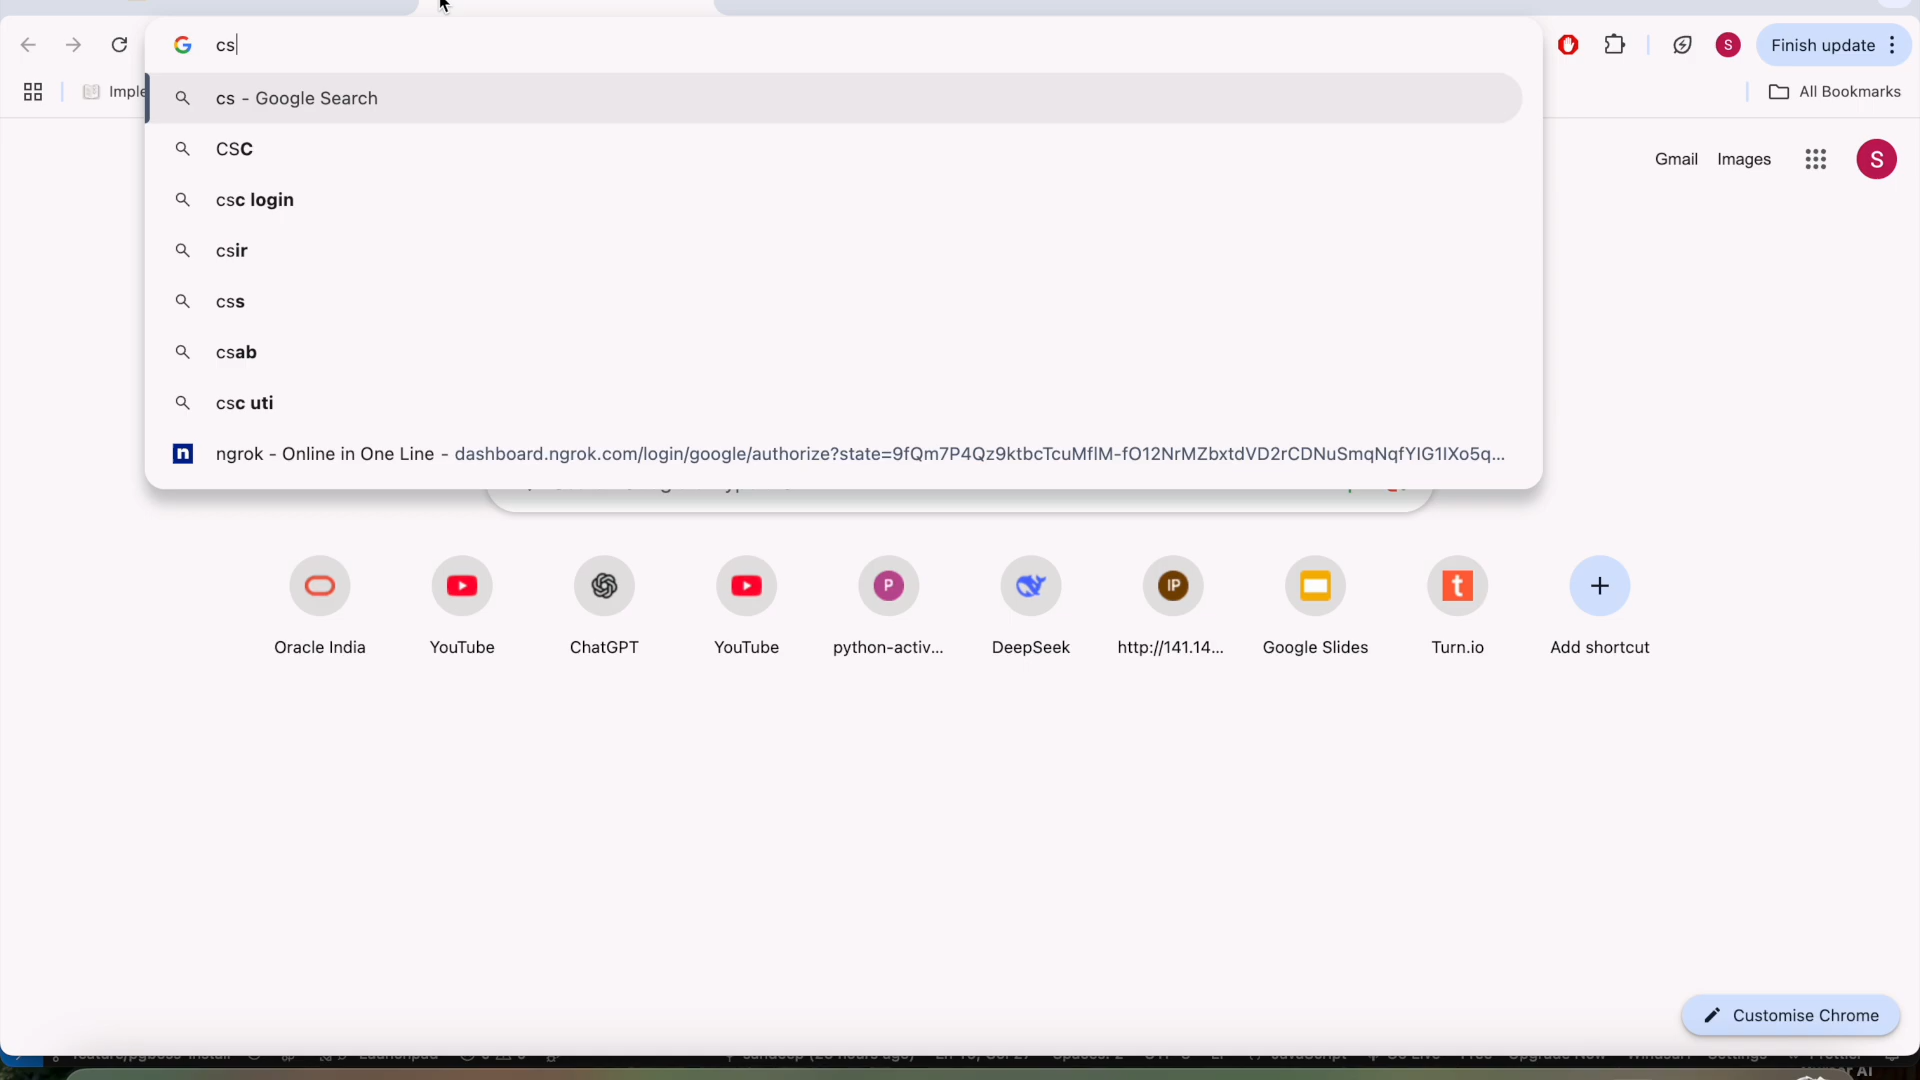 cs
Finish update
Imple
All Bookmarks
cs - Google Search
CSC
Gmail Images S
csc login
csir
css
csab
csc uti
n ngrok - Online in One Line - dashboard.ngrok.com/login/google/authorize?state=9fQm7P4Qz9ktbcTcuMflM-fO12NrMZbxtdVD2rCDNuSmqNqfYIG1IXo5q...
Oracle India YouTube ChatGPT YouTube python-activ... DeepSeek http://141.14... Google Slides Turn.io Add shortcut
Customise Chrome